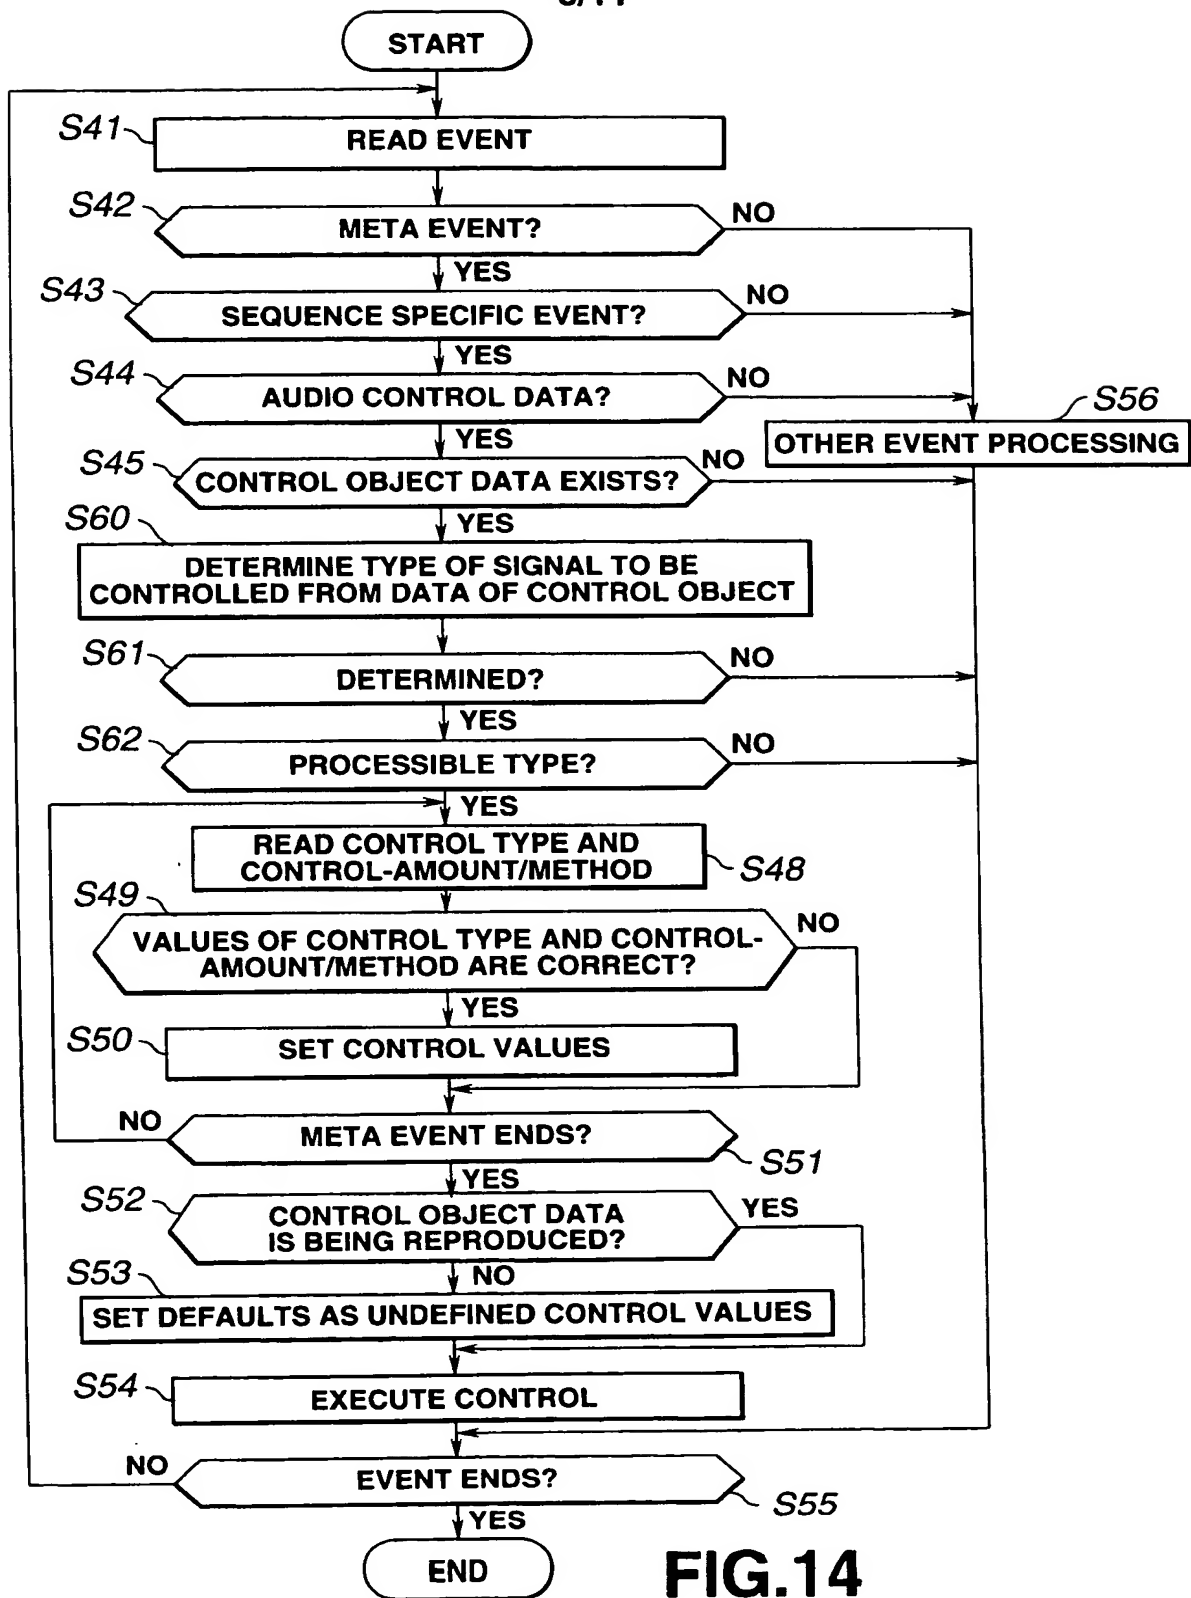 START
S41
READ EVENT
S42
META EVENT?
NO
YES
S43
SEQUENCE SPECIFIC EVENT?
NO
YES
S44
AUDIO CONTROL DATA?
NO
YES
S56
OTHER EVENT PROCESSING
S45
CONTROL OBJECT DATA EXISTS?
NO
YES
S60
DETERMINE TYPE OF SIGNAL TO BE
CONTROLLED FROM DATA OF CONTROL OBJECT
S61
DETERMINED?
NO
YES
S62
PROCESSIBLE TYPE?
NO
YES
READ CONTROL TYPE AND
CONTROL-AMOUNT/METHOD
S48
S49
VALUES OF CONTROL TYPE AND CONTROL-
AMOUNT/METHOD ARE CORRECT?
NO
YES
S50
SET CONTROL VALUES
NO
META EVENT ENDS?
S51
YES
S52
CONTROL OBJECT DATA
IS BEING REPRODUCED?
YES
NO
S53
SET DEFAULTS AS UNDEFINED CONTROL VALUES
S54
EXECUTE CONTROL
NO
EVENT ENDS?
S55
YES
END
FIG.14